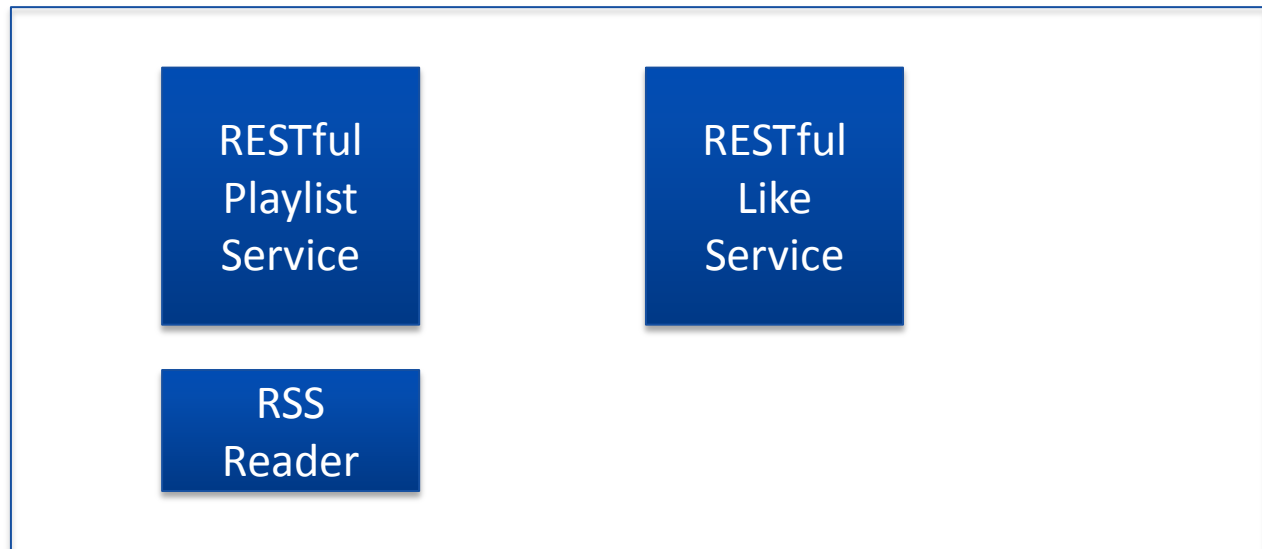 RESTful
Playlist
Service
RESTful
Like
Service
RSS
Reader